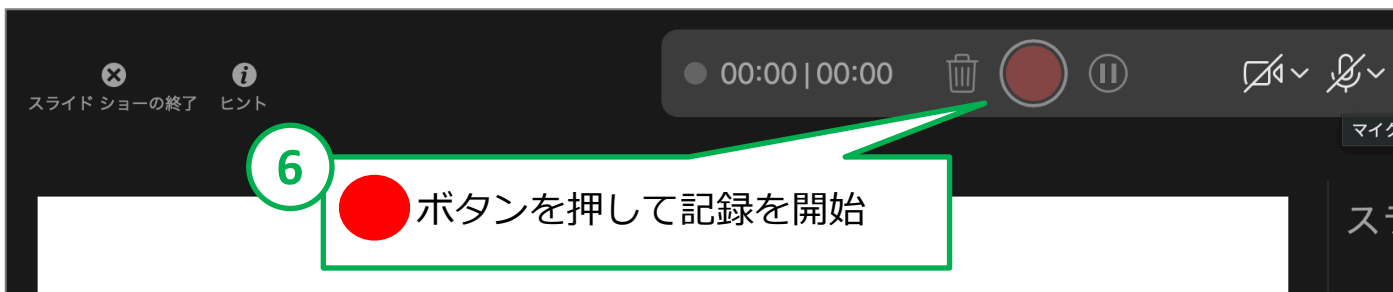 00:00 | 00:00
スライド ショーの終了 ヒント
マイク
6
ボタンを押して記録を開始